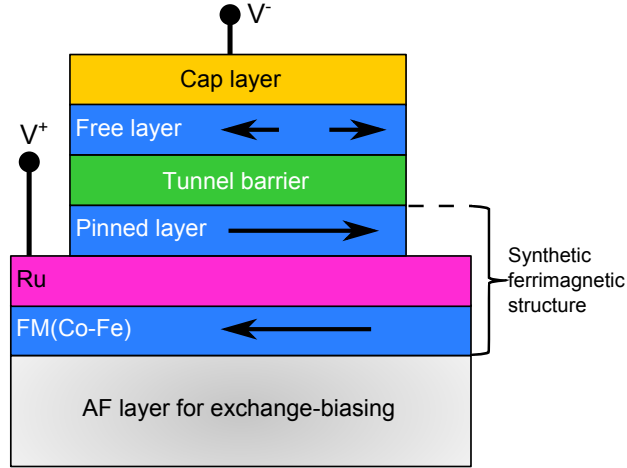 V-
Cap layer
V+
Free layer
Tunnel barrier
Pinned layer
Ru
Synthetic
ferrimagnetic
structure
FM(Co-Fe)
AF layer for exchange-biasing